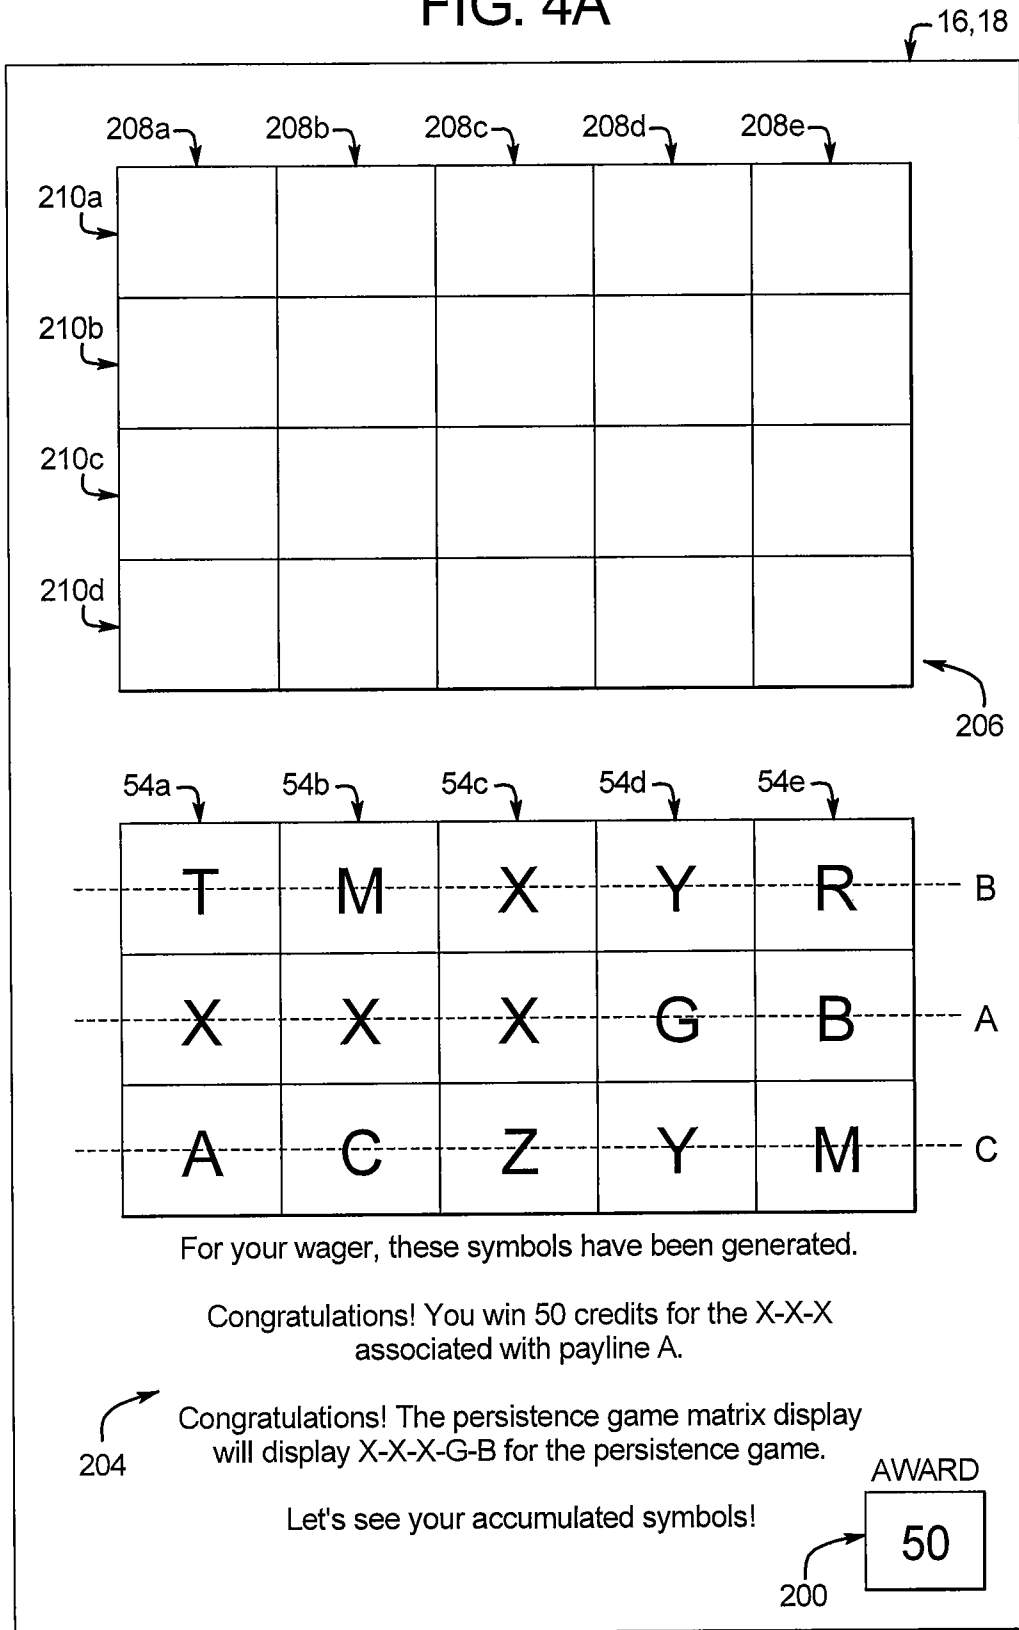 FIG. 4A
16,18
208a 208b 208c 208d 208e
210a
210b
210c
210d
206
54a 54b 54c 54d 54e
T M X Y R B
X X X G B A
A C Z Y M C
For your wager, these symbols have been generated.
Congratulations! You win 50 credits for the X-X-X
associated with payline A.
Congratulations! The persistence game matrix display
will display X-X-X-G-B for the persistence game.
204
AWARD
Let's see your accumulated symbols!
50
200